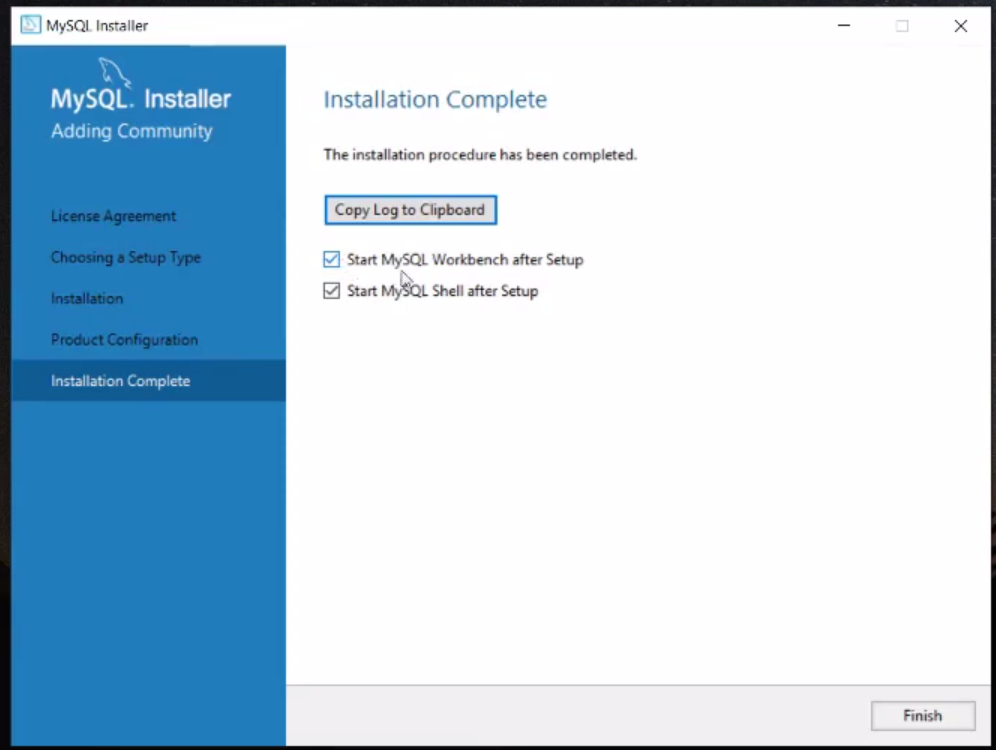 MySQL Installer
MySQL. Installer
Adding Community
License Agreement
Choosing a Setup Type
Installation
Product Configuration
Installation Complete
Installation Complete
The installation procedure has been completed.
Copy Log to Clipboard
Start MySQL Workbench after Setup
Start MySQL Shell after Setup
Finish